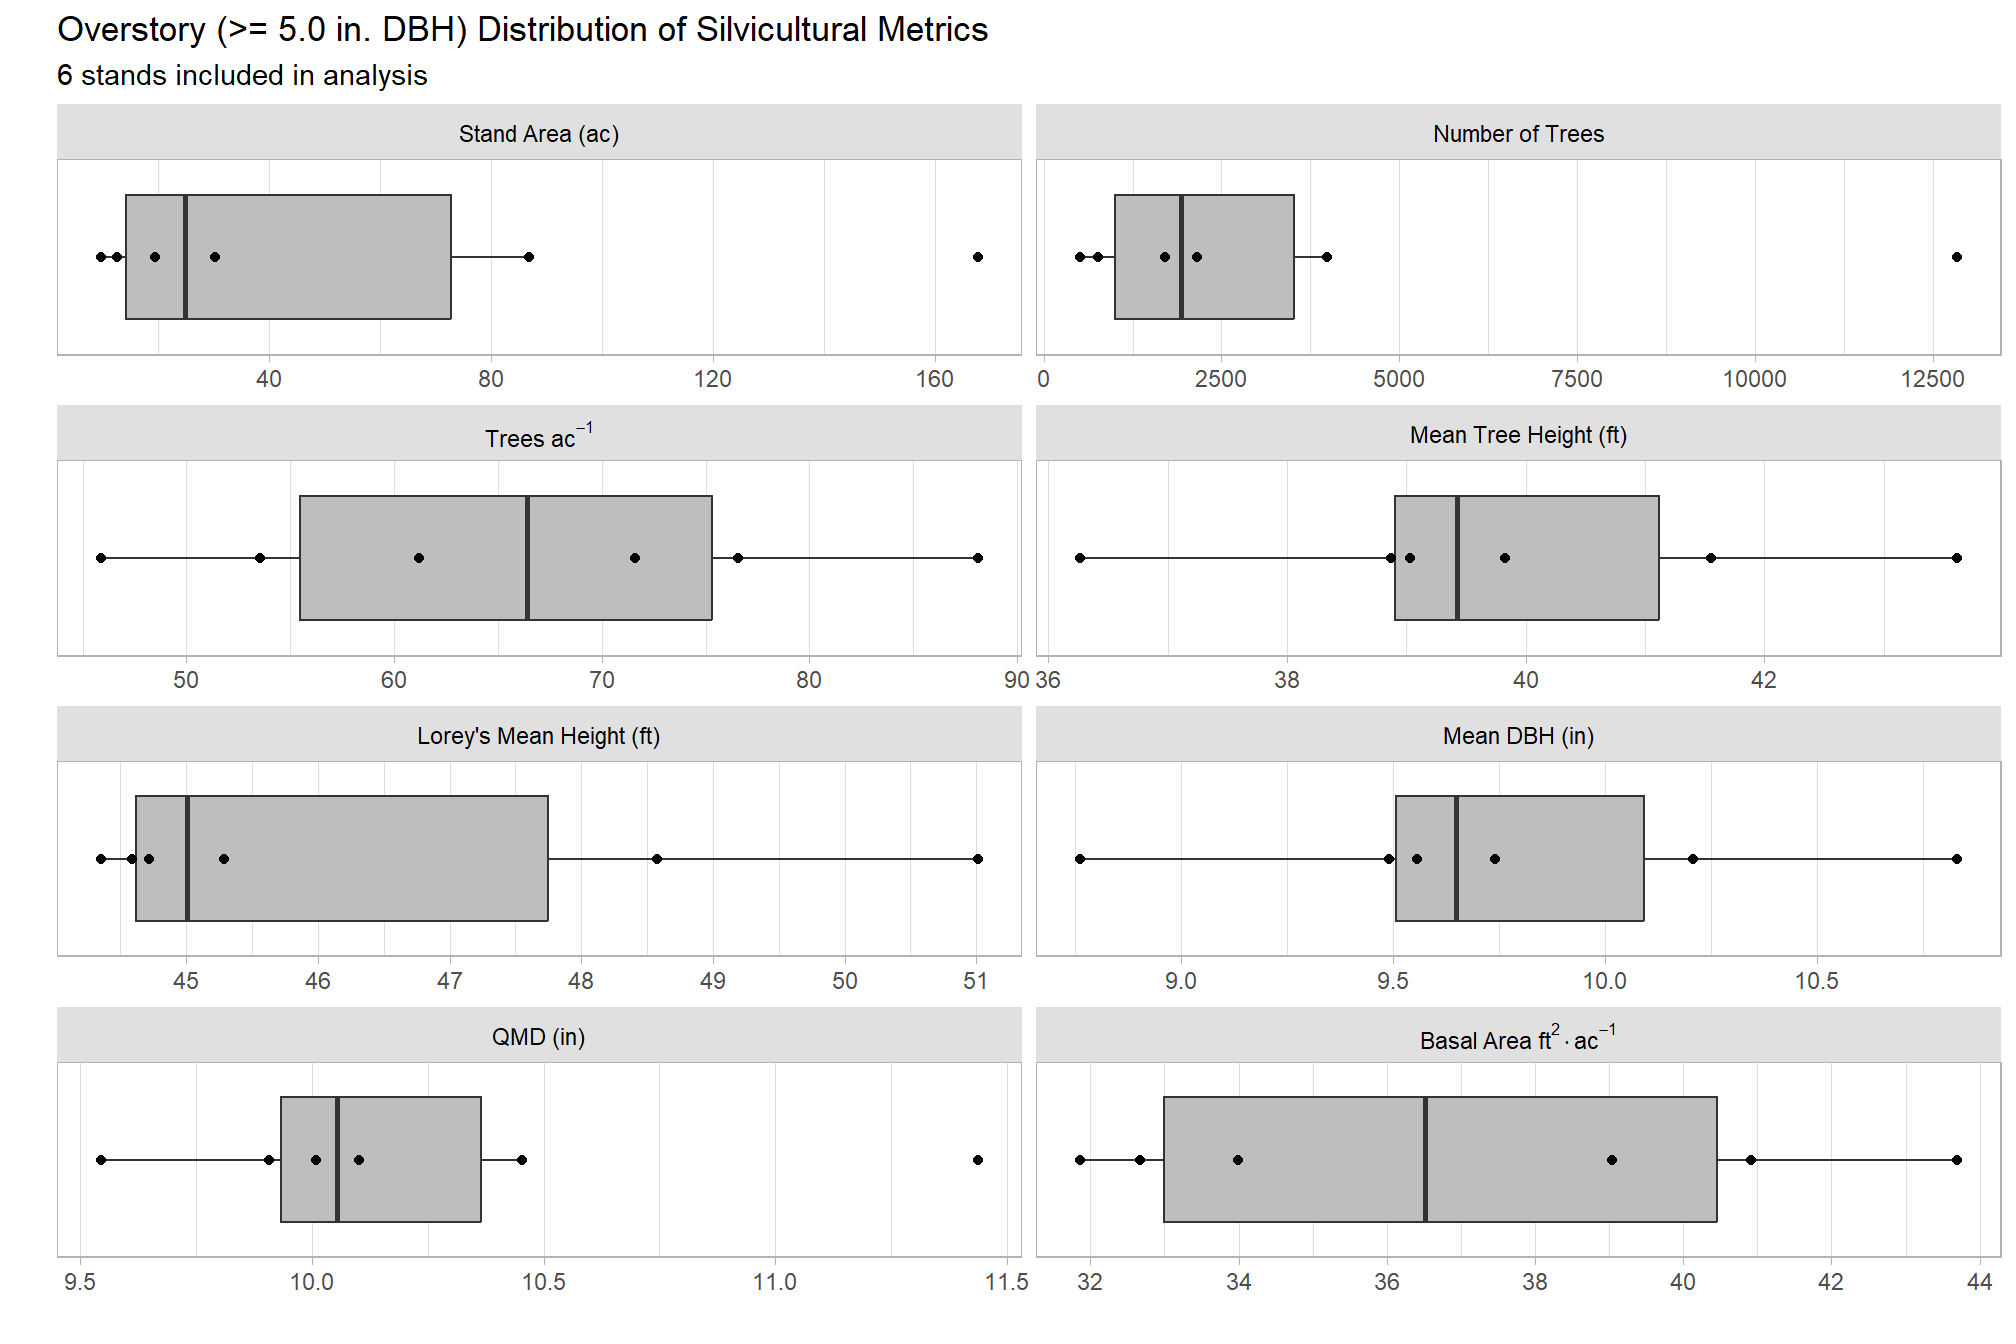 Overstory (>= 5.0 in. DBH) Distribution of Silvicultural Metrics
6 stands included in analysis
Stand Area (ac)
40 80 120 160
Number of Trees
0 2500 5000 7500 10000 12500
Trees ac⁻¹
50 60 70 80 90
Mean Tree Height (ft)
36 38 40 42
Lorey's Mean Height (ft)
45 46 47 48 49 50 51
Mean DBH (in)
9.0 9.5 10.0 10.5
QMD (in)
9.5 10.0 10.5 11.0 11.5
Basal Area ft² · ac⁻¹
32 34 36 38 40 42 44